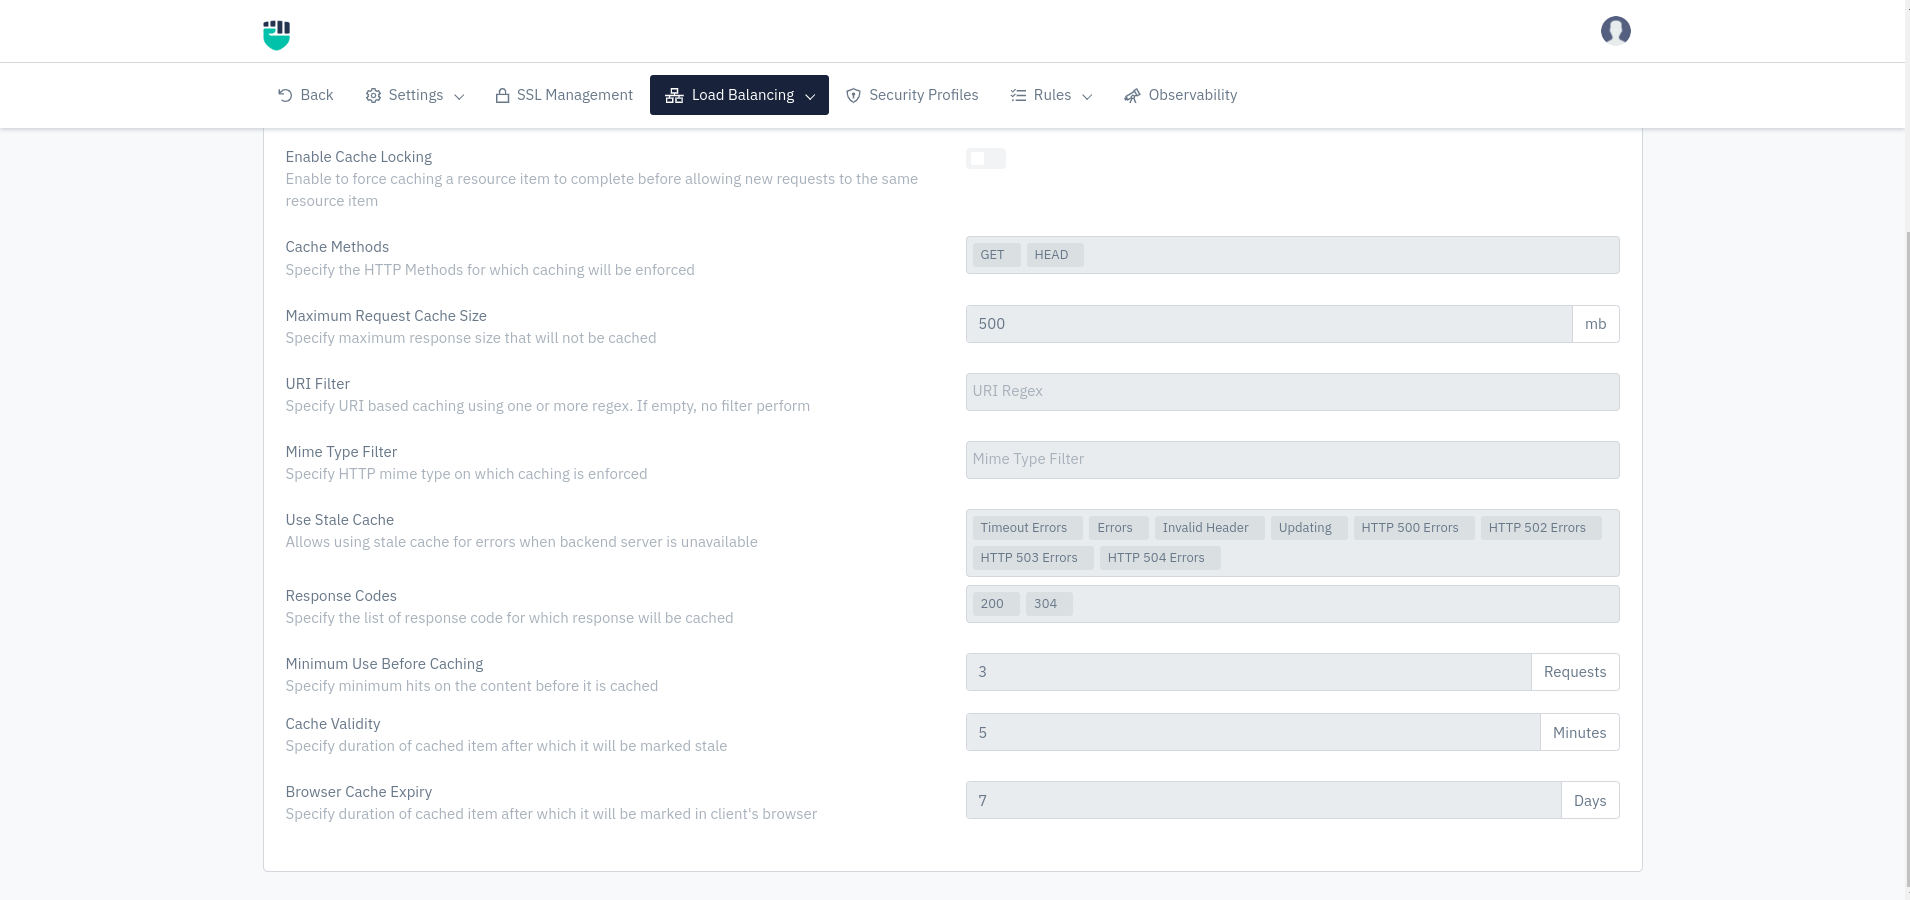 Back Settings SSL Management Load Balancing Security Profiles Rules Observability
Enable Cache Locking
Enable to force caching a resource item to complete before allowing new requests to the same
resource item
Cache Methods
Specify the HTTP Methods for which caching will be enforced
GET HEAD
Maximum Request Cache Size
Specify maximum response size that will not be cached
500 mb
URI Filter
Specify URI based caching using one or more regex. If empty, no filter perform
URI Regex
Mime Type Filter
Specify HTTP mime type on which caching is enforced
Mime Type Filter
Use Stale Cache
Allows using stale cache for errors when backend server is unavailable
Timeout Errors Errors Invalid Header Updating HTTP 500 Errors HTTP 502 Errors
HTTP 503 Errors HTTP 504 Errors
Response Codes
Specify the list of response code for which response will be cached
200 304
Minimum Use Before Caching
Specify minimum hits on the content before it is cached
3 Requests
Cache Validity
Specify duration of cached item after which it will be marked stale
5 Minutes
Browser Cache Expiry
Specify duration of cached item after which it will be marked in client's browser
7 Days